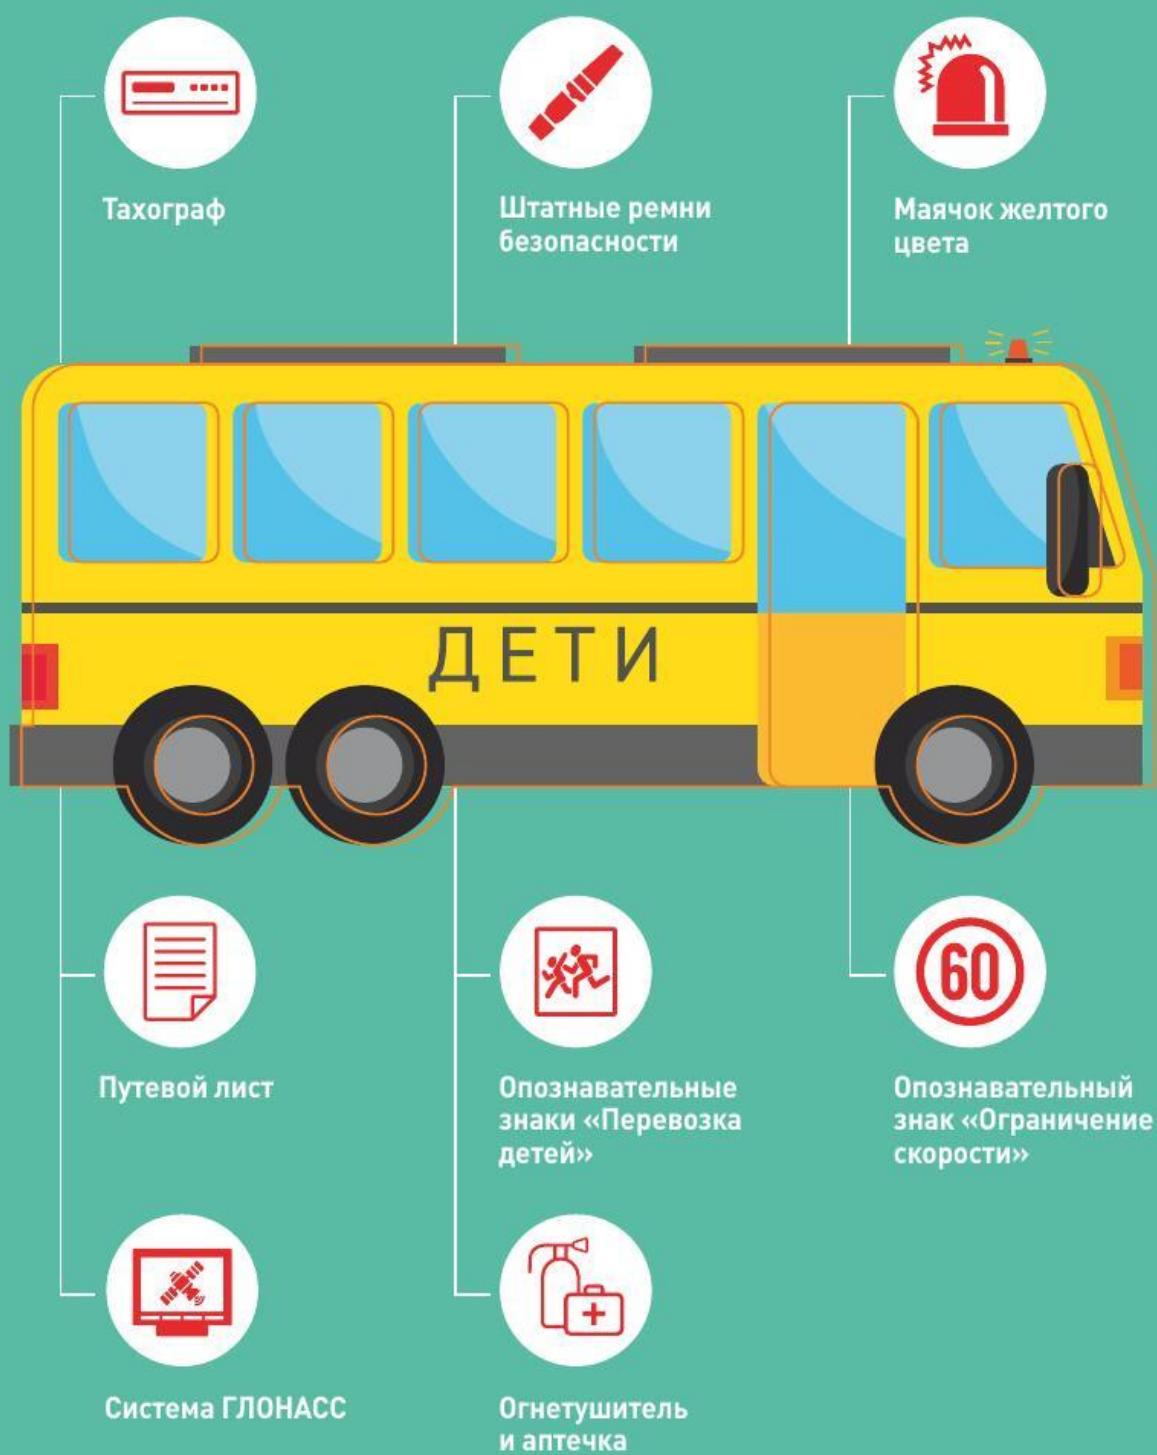 Тахограф
Штатные ремни
безопасности
Маячок желтого
цвета
ДЕТИ
Путевой лист
Опознавательные
знаки «Перевозка
детей»
60
Опознавательный
знак «Ограничение
скорости»
Система ГЛОНАСС
Огнетушитель
и аптечка